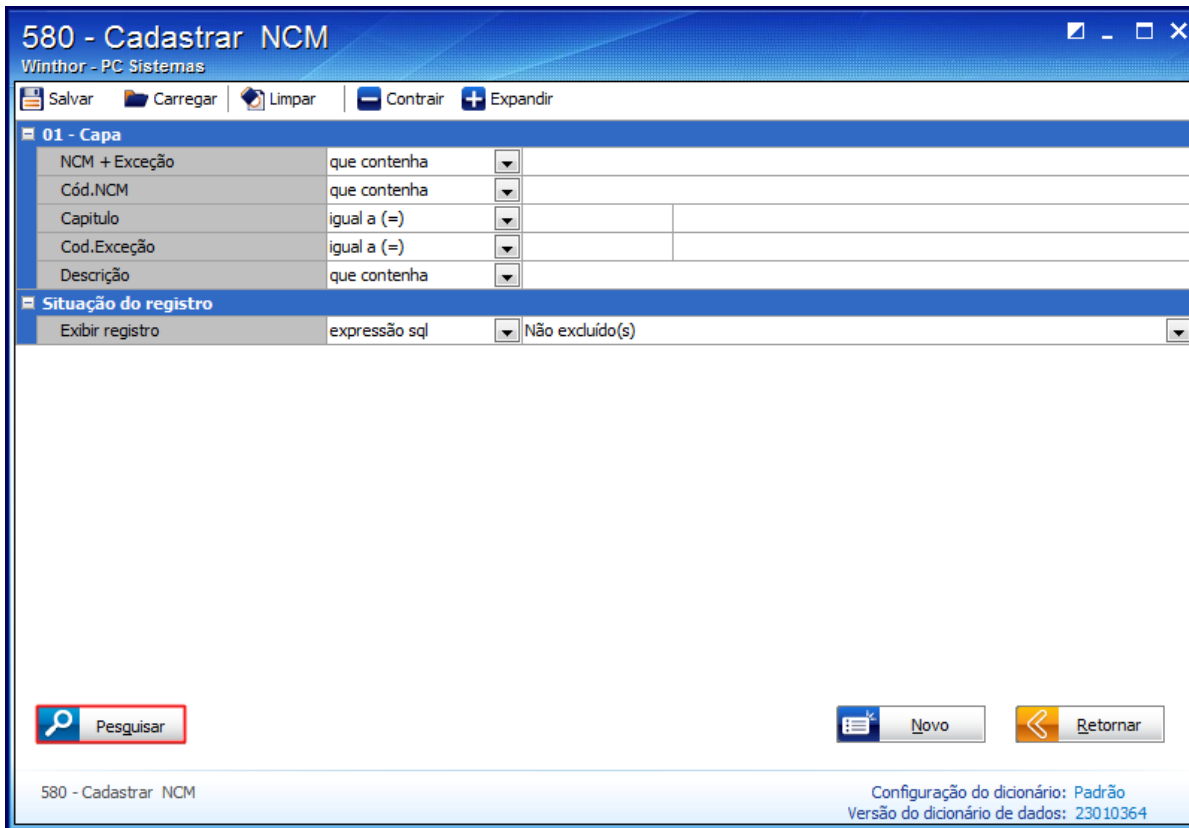 580 - Cadastrar NCM
Winthor - PC Sistemas
Salvar Carregar Limpar Contrair Expandir
01 - Capa
NCM + Exceção que contenha
Cód.NCM que contenha
Capitulo igual a (=)
Cod.Exceção igual a (=)
Descrição que contenha
Situação do registro
Exibir registro expressão sql Não excluído(s)
Pesquisar Novo Retornar
580 - Cadastrar NCM Configuração do dicionário: Padrão
Versão do dicionário de dados: 23010364